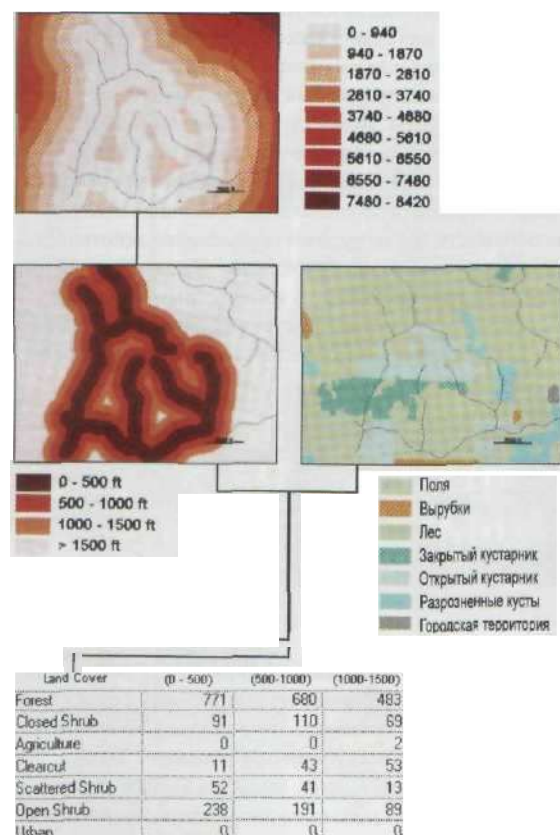 0 - 940
940 - 1870
1870 - 2810
2810 - 3740
3740 - 4680
4680 - 5610
5610 - 6550
6550 - 7480
7480 - 8420
0 - 500 ft
500 - 1000 ft
1000 - 1500 ft
> 1500 ft
Поля
Вырубки
Лес
Закрытый кустарник
Открытый кустарник
Разрозненные кусты
Городская территория
Land Cover (0 - 500) (500-1000) (1000-1500)
Forest 771 680 483
Closed Shrub 91 110 69
Agriculture 0 0 2
Clearcut 11 43 53
Scattered Shrub 52 41 13
Open Shrub 238 191 89
Urban 0 0 0